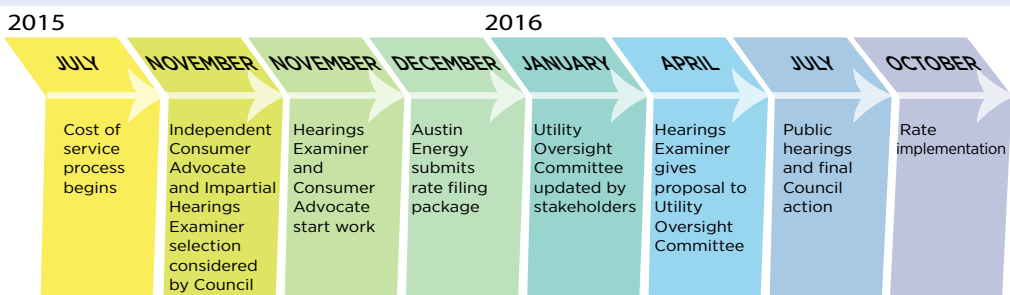 2015
2016
JULY
NOVEMBER
NOVEMBER
DECEMBER
JANUARY
APRIL
JULY
OCTOBER
Cost of
service
process
begins
Independent
Consumer
Advocate
and Impartial
Hearings
Examiner
selection
considered
by Council
Hearings
Examiner
and
Consumer
Advocate
start work
Austin
Energy
submits
rate filing
package
Utility
Oversight
Committee
updated by
stakeholders
Hearings
Examiner
gives
proposal to
Utility
Oversight
Committee
Public
hearings
and final
Council
action
Rate
implementation